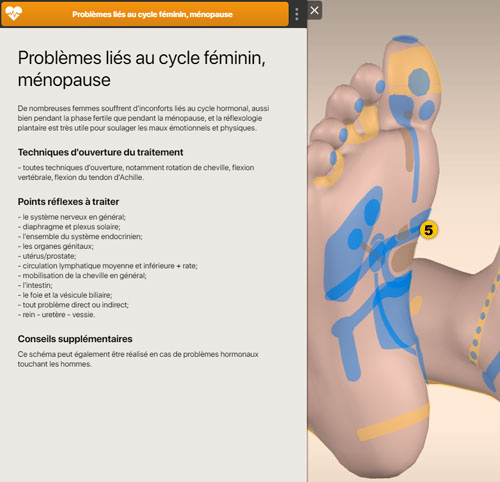 Problèmes liés au cycle féminin, ménopause
Problèmes liés au cycle féminin,
ménopause
De nombreuses femmes souffrent d'inconforts liés au cycle hormonal, aussi
bien pendant la phase fertile que pendant la ménopause, et la réflexologie
plantaire est très utile pour soulager les maux émotionnels et physiques.
Techniques d'ouverture du traitement
- toutes techniques d'ouverture, notamment rotation de cheville, flexion
vertébrale, flexion du tendon d'Achille.
Points réflexes à traiter
- le système nerveux en général;
- diaphragme et plexus solaire;
- l'ensemble du système endocrinien;
- les organes génitaux;
- utérus/prostate;
- circulation lymphatique moyenne et inférieure + rate;
- mobilisation de la cheville en général;
- l'intestin;
- le foie et la vésicule biliaire;
- tout problème direct ou indirect;
- rein - uretère - vessie.
Conseils supplémentaires
Ce schéma peut également être réalisé en cas de problèmes hormonaux
touchant les hommes.
5